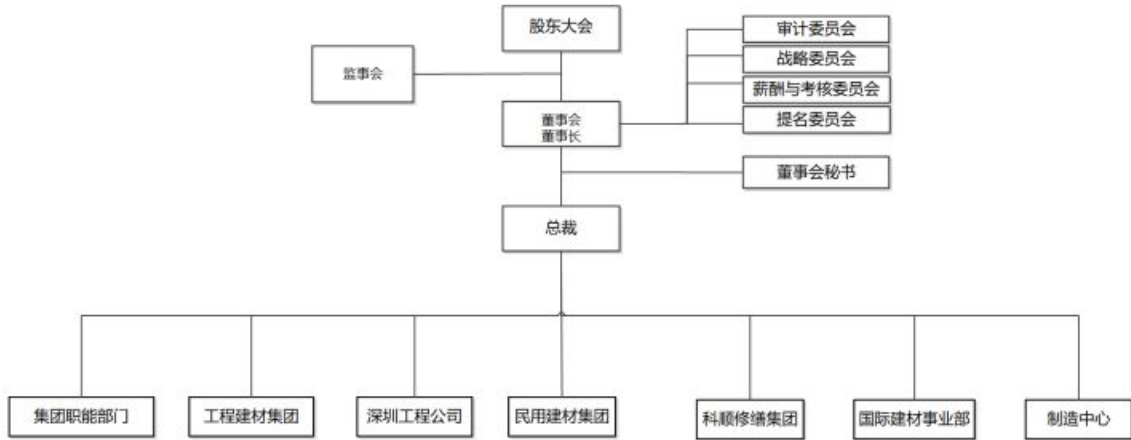 股东大会
监事会
审计委员会
战略委员会
薪酬与考核委员会
提名委员会
董事会
董事长
董事会秘书
总裁
集团职能部门
工程建材集团
深圳工程公司
民用建材集团
科顺修缮集团
国际建材事业部
制造中心